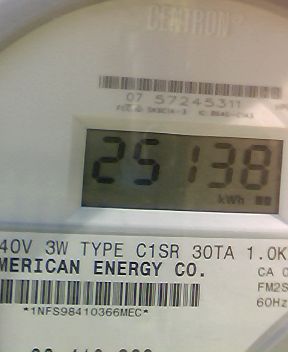 CENTRON®
07 57245311
25138
kWh
40V 3W TYPE C1SR 30TA 1.0K
MERICAN ENERGY CO.
CA 0
FM2S
60Hz
*1NFS98410366MEC*